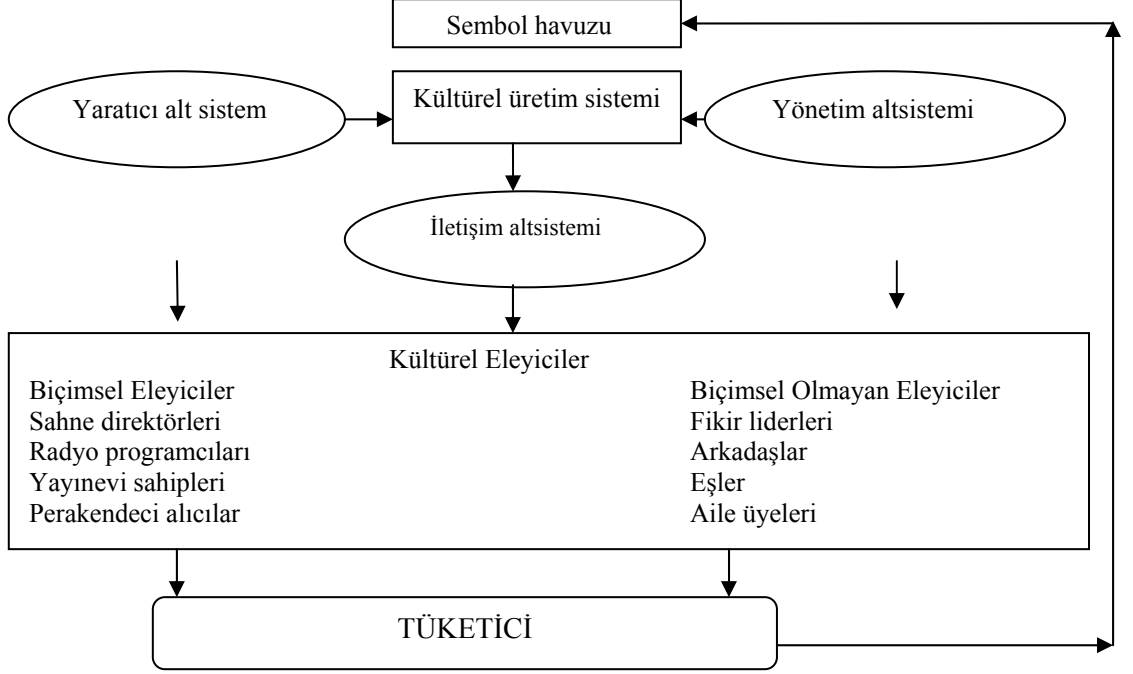 Sembol havuzu
Yaratıcı alt sistem
Kültürel üretim sistemi
Yönetim altsistemi
İletişim altsistemi
Kültürel Eleyiciler
Biçimsel Eleyiciler
Sahne direktörleri
Radyo programcıları
Yayınevi sahipleri
Perakendeci alıcılar
Biçimsel Olmayan Eleyiciler
Fikir liderleri
Arkadaşlar
Eşler
Aile üyeleri
TÜKETİCİ